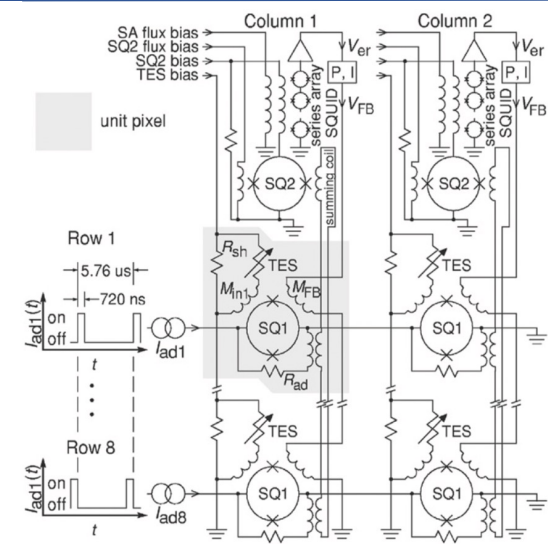 Column 1
Column 2
SA flux bias
SQ2 flux bias
SQ2 bias
TES bias
V_er
P, I
V_FB
series array
SQUID
V_er
P, I
V_FB
series array
SQUID
unit pixel
SQ2
summing coil
SQ2
Row 1
5.76 us
720 ns
I_ad1(t)
on
off
t
I_ad1
R_sh
TES
M_in1
M_FB
SQ1
R_ad
TES
SQ1
Row 8
I_ad1(t)
on
off
t
I_ad8
TES
SQ1
TES
SQ1